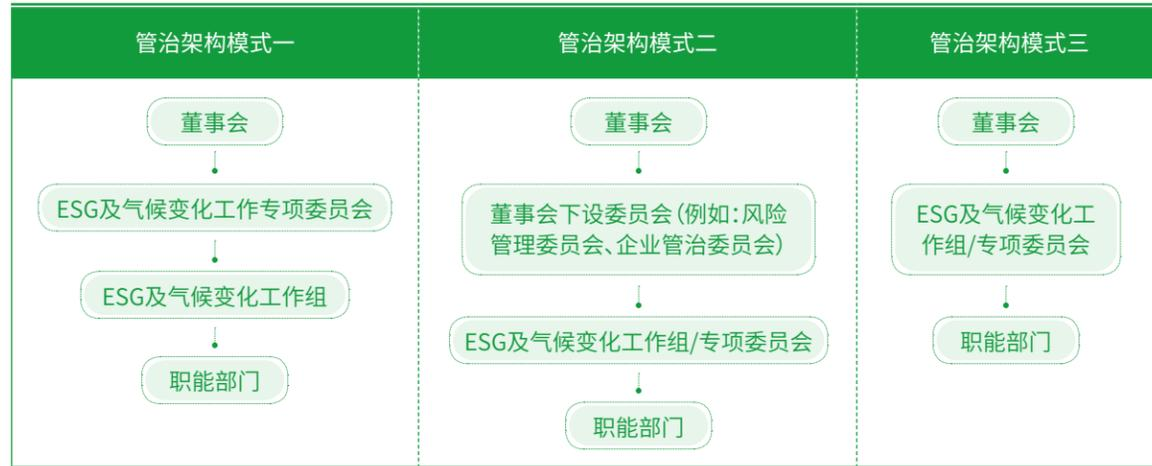 管治架构模式一
董事会
ESG及气候变化工作专项委员会
ESG及气候变化工作组
职能部门
管治架构模式二
董事会
董事会下设委员会（例如：风险
管理委员会、企业管治委员会）
ESG及气候变化工作组/专项委员会
职能部门
管治架构模式三
董事会
ESG及气候变化工
作组/专项委员会
职能部门